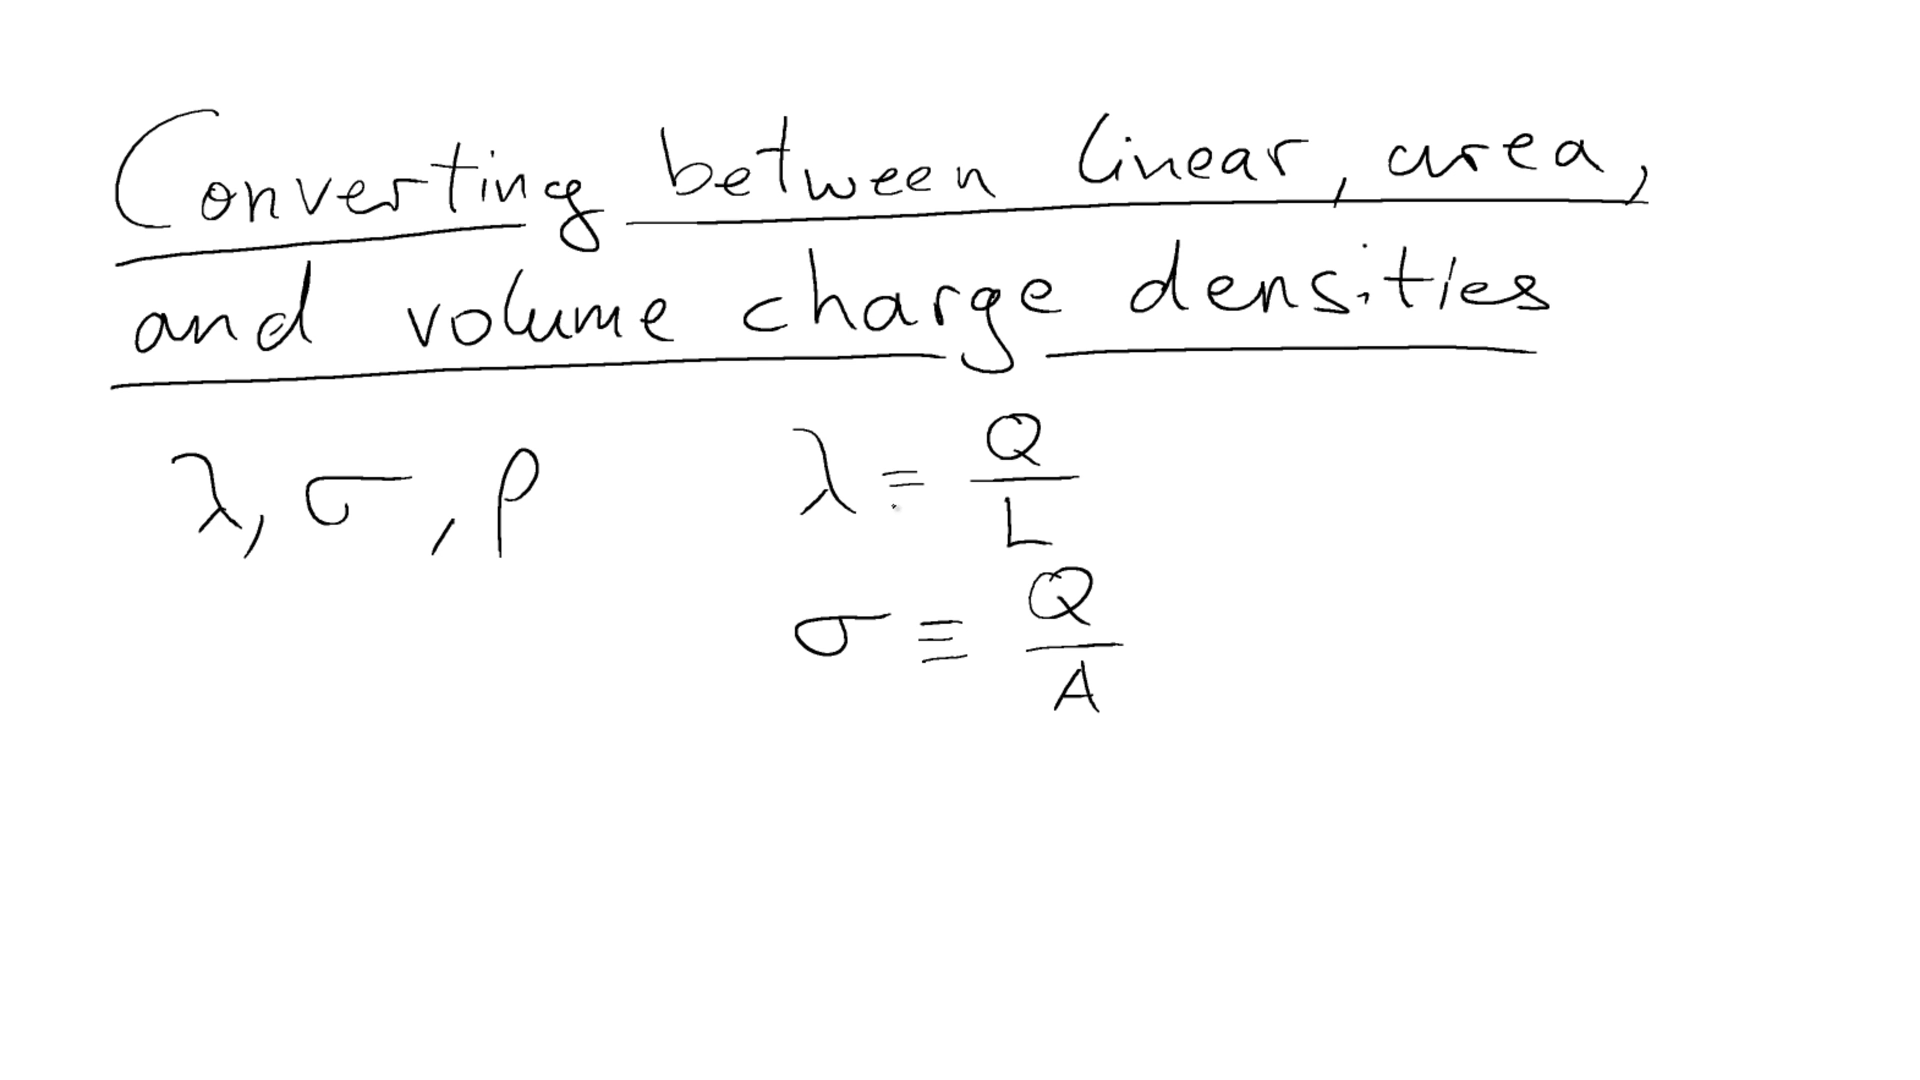 Converting between linear, area,
and volume charge densities
λ, σ, ρ
λ = Q/L
σ ≡ Q/A